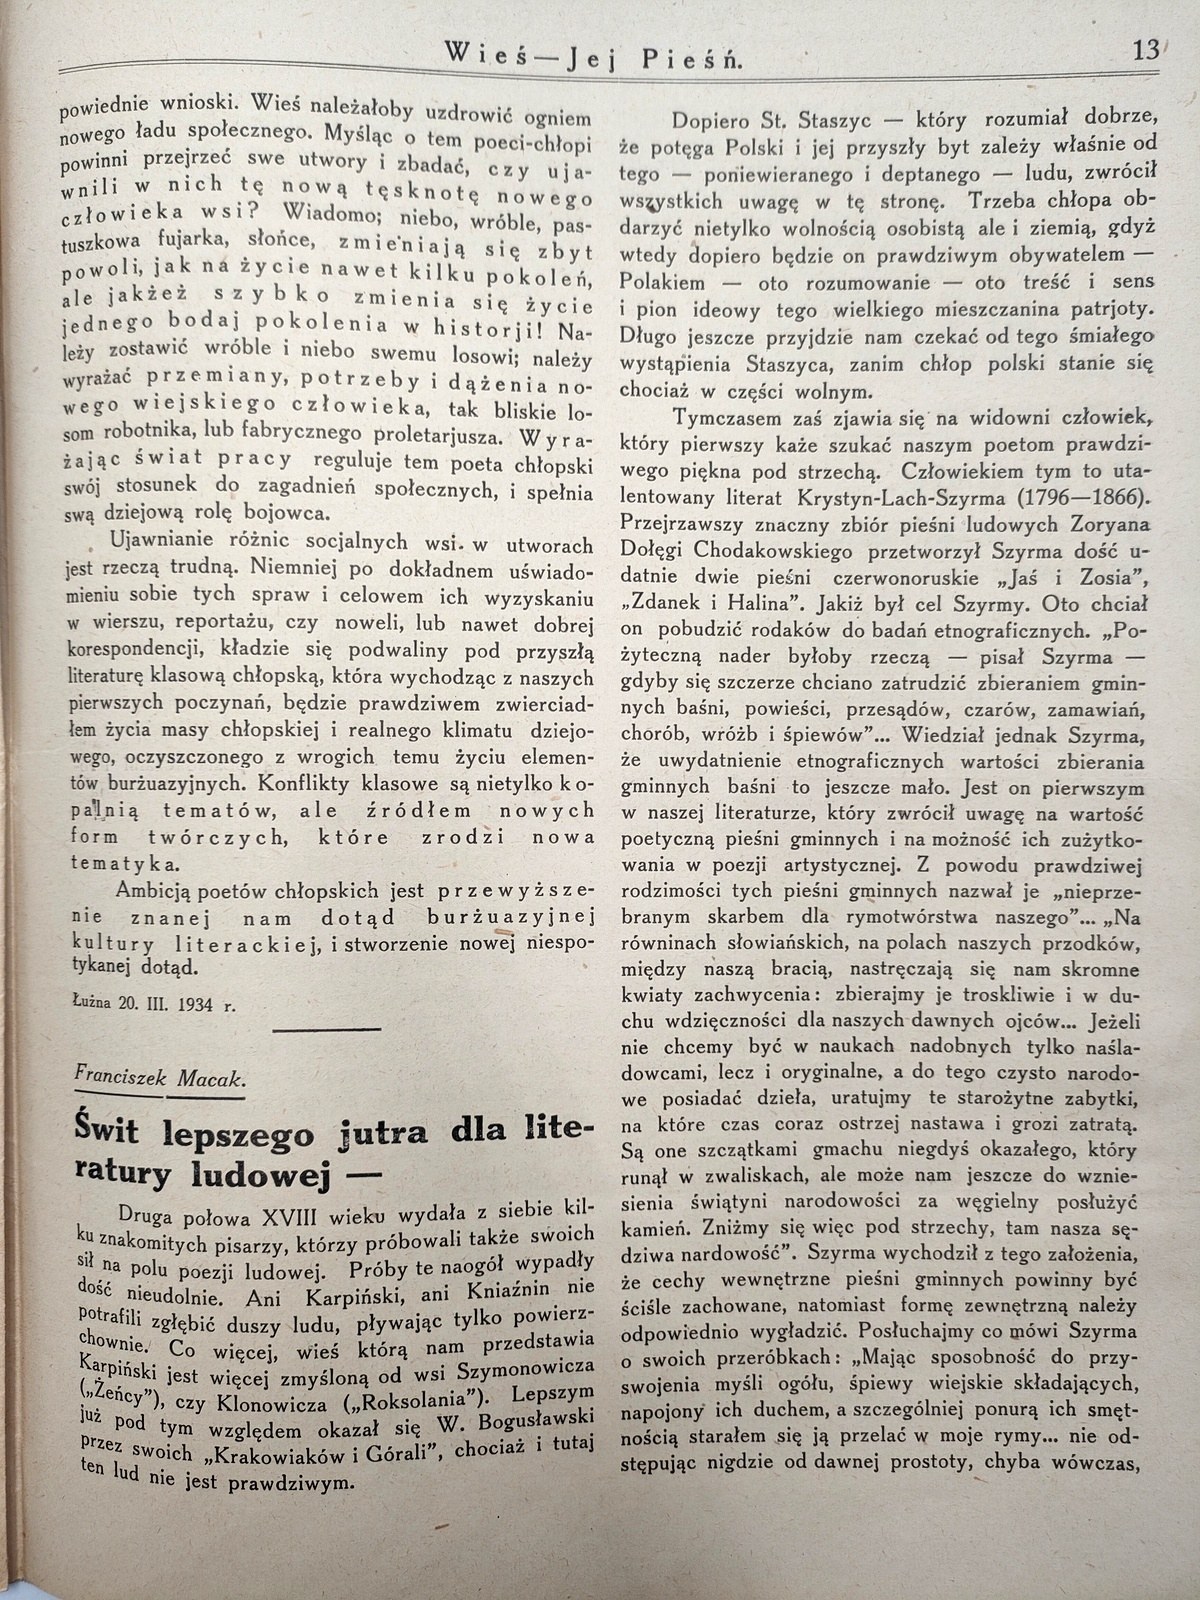 Wieś—Jej Pieśń.
13
powiednie wnioski. Wieś należałoby uzdrowić ogniem
nowego ładu społecznego. Myśląc o tem poeci-chłopi
powinni przejrzeć swe utwory i zbadać, czy uja-
wnili w nich tę nową tęsknotę nowego
człowieka wsi? Wiadomo; niebo, wróble, pas-
tuszkowa fujarka, słońce, zmieniają się zbyt
powoli, jak na życie nawet kilku pokoleń,
ale jakżeż szybko zmienia się życie
jednego bodaj pokolenia w historji! Na-
leży zostawić wróble i niebo swemu losowi; należy
wyrażać przemiany, potrzeby i dążenia no-
wego wiejskiego człowieka, tak bliskie lo-
som robotnika, lub fabrycznego proletarjusza. Wyra-
żając świat pracy reguluje tem poeta chłopski
swój stosunek do zagadnień społecznych, i spełnia
swą dziejową rolę bojowca.
Ujawnianie różnic socjalnych wsi. w utworach
jest rzeczą trudną. Niemniej po dokładnem uświado-
mieniu sobie tych spraw i celowem ich wyzyskaniu
w wierszu, reportażu, czy noweli, lub nawet dobrej
korespondencji, kładzie się podwaliny pod przyszłą
literaturę klasową chłopską, która wychodząc z naszych
pierwszych poczynań, będzie prawdziwem zwierciad-
łem życia masy chłopskiej i realnego klimatu dziejo-
wego, oczyszczonego z wrogich temu życiu elemen-
tów burżuazyjnych. Konflikty klasowe są nietylko ko-
palnią tematów, ale źródłem nowych
form twórczych, które zrodzi nowa
tematyka.
Ambicją poetów chłopskich jest przewyższe-
nie znanej nam dotąd burżuazyjnej
kultury literackiej, i stworzenie nowej niespo-
tykanej dotąd.
Łużna 20. III. 1934 r.
Franciszek Macak.
Świt lepszego jutra dla lite-
ratury ludowej —
Druga połowa XVIII wieku wydała z siebie kil-
ku znakomitych pisarzy, którzy próbowali także swoich
sił na polu poezji ludowej. Próby te naogół wypadły
dość nieudolnie. Ani Karpiński, ani Kniaźnin nie
potrafili zgłębić duszy ludu, pływając tylko powierz-
chownie. Co więcej, wieś którą nam przedstawia
Karpiński jest więcej zmyśloną od wsi Szymonowicza
(„Żeńcy”), czy Klonowicza („Roksolania”). Lepszym
już pod tym względem okazał się W. Bogusławski
przez swoich „Krakowiaków i Górali”, chociaż i tutaj
ten lud nie jest prawdziwym.
Dopiero St. Staszyc — który rozumiał dobrze,
że potęga Polski i jej przyszły byt zależy właśnie od
tego — poniewieranego i deptanego — ludu, zwrócił
wszystkich uwagę w tę stronę. Trzeba chłopa ob-
darzyć nietylko wolnością osobistą ale i ziemią, gdyż
wtedy dopiero będzie on prawdziwym obywatelem —
Polakiem — oto rozumowanie — oto treść i sens
i pion ideowy tego wielkiego mieszczanina patrjoty.
Długo jeszcze przyjdzie nam czekać od tego śmiałego
wystąpienia Staszyca, zanim chłop polski stanie się
chociaż w części wolnym.
Tymczasem zaś zjawia się na widowni człowiek,
który pierwszy każe szukać naszym poetom prawdzi-
wego piękna pod strzechą. Człowiekiem tym to uta-
lentowany literat Krystyn-Lach-Szyrma (1796—1866).
Przejrzawszy znaczny zbiór pieśni ludowych Zoryana
Dołęgi Chodakowskiego przetworzył Szyrma dość u-
datnie dwie pieśni czerwonoruskie „Jaś i Zosia”,
„Zdanek i Halina”. Jakiż był cel Szyrmy. Oto chciał
on pobudzić rodaków do badań etnograficznych. „Po-
żyteczną nader byłoby rzeczą — pisał Szyrma —
gdyby się szczerze chciano zatrudzić zbieraniem gmin-
nych baśni, powieści, przesądów, czarów, zamawiań,
chorób, wróżb i śpiewów”... Wiedział jednak Szyrma,
że uwydatnienie etnograficznych wartości zbierania
gminnych baśni to jeszcze mało. Jest on pierwszym
w naszej literaturze, który zwrócił uwagę na wartość
poetyczną pieśni gminnych i na możność ich zużytko-
wania w poezji artystycznej. Z powodu prawdziwej
rodzimości tych pieśni gminnych nazwał je „nieprze-
branym skarbem dla rymotwórstwa naszego”... „Na
równinach słowiańskich, na polach naszych przodków,
między naszą bracią, nastręczają się nam skromne
kwiaty zachwycenia: zbierajmy je troskliwie i w du-
chu wdzięczności dla naszych dawnych ojców... Jeżeli
nie chcemy być w naukach nadobnych tylko naśla-
dowcami, lecz i oryginalne, a do tego czysto narodo-
we posiadać dzieła, uratujmy te starożytne zabytki,
na które czas coraz ostrzej nastawa i grozi zatratą.
Są one szczątkami gmachu niegdyś okazałego, który
runął w zwaliskach, ale może nam jeszcze do wznie-
sienia świątyni narodowości za węgielny posłużyć
kamień. Zniżmy się więc pod strzechy, tam nasza sę-
dziwa nardowość”. Szyrma wychodził z tego założenia,
że cechy wewnętrzne pieśni gminnych powinny być
ściśle zachowane, natomiast formę zewnętrzną należy
odpowiednio wygładzić. Posłuchajmy co mówi Szyrma
o swoich przeróbkach: „Mając sposobność do przy-
swojenia myśli ogółu, śpiewy wiejskie składających,
napojony ich duchem, a szczególniej ponurą ich smęt-
nością starałem się ją przelać w moje rymy... nie od-
stępując nigdzie od dawnej prostoty, chyba wówczas,